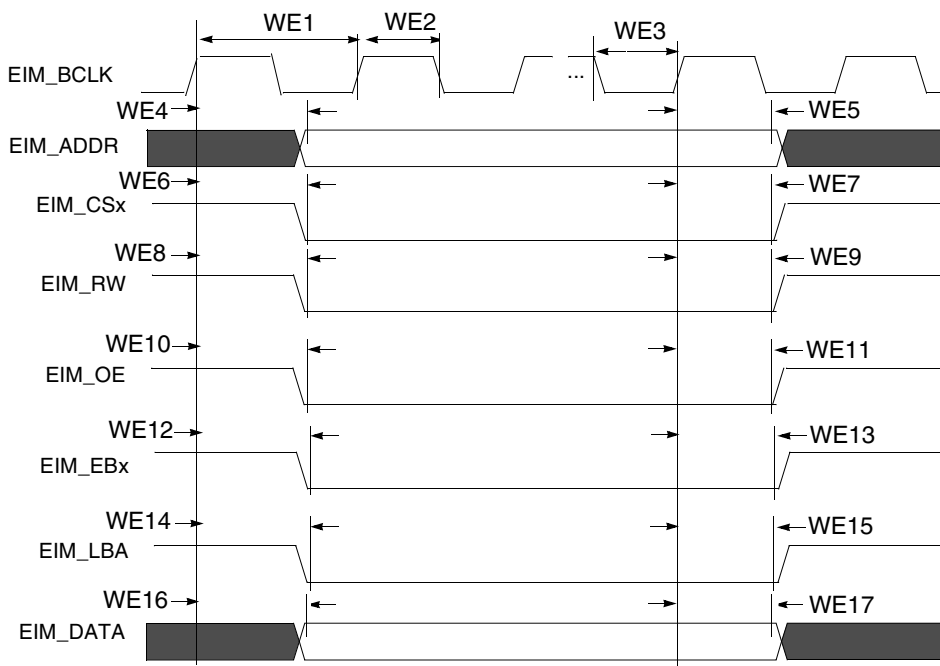 WE1
WE2
WE3
EIM_BCLK
...
WE4
WE5
EIM_ADDR
WE6
WE7
EIM_CSx
WE8
WE9
EIM_RW
WE10
WE11
EIM_OE
WE12
WE13
EIM_EBx
WE14
WE15
EIM_LBA
WE16
WE17
EIM_DATA